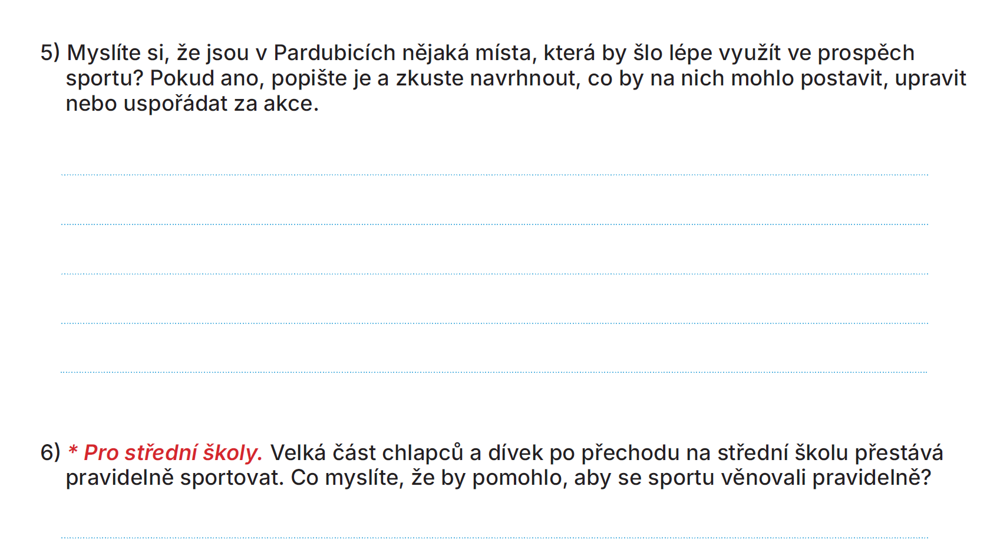 5) Myslíte si, že jsou v Pardubicích nějaká místa, která by šlo lépe využít ve prospěch
sportu? Pokud ano, popište je a zkuste navrhnout, co by na nich mohlo postavit, upravit
nebo uspořádat za akce.
6) * Pro střední školy. Velká část chlapců a dívek po přechodu na střední školu přestává
pravidelně sportovat. Co myslíte, že by pomohlo, aby se sportu věnovali pravidelně?